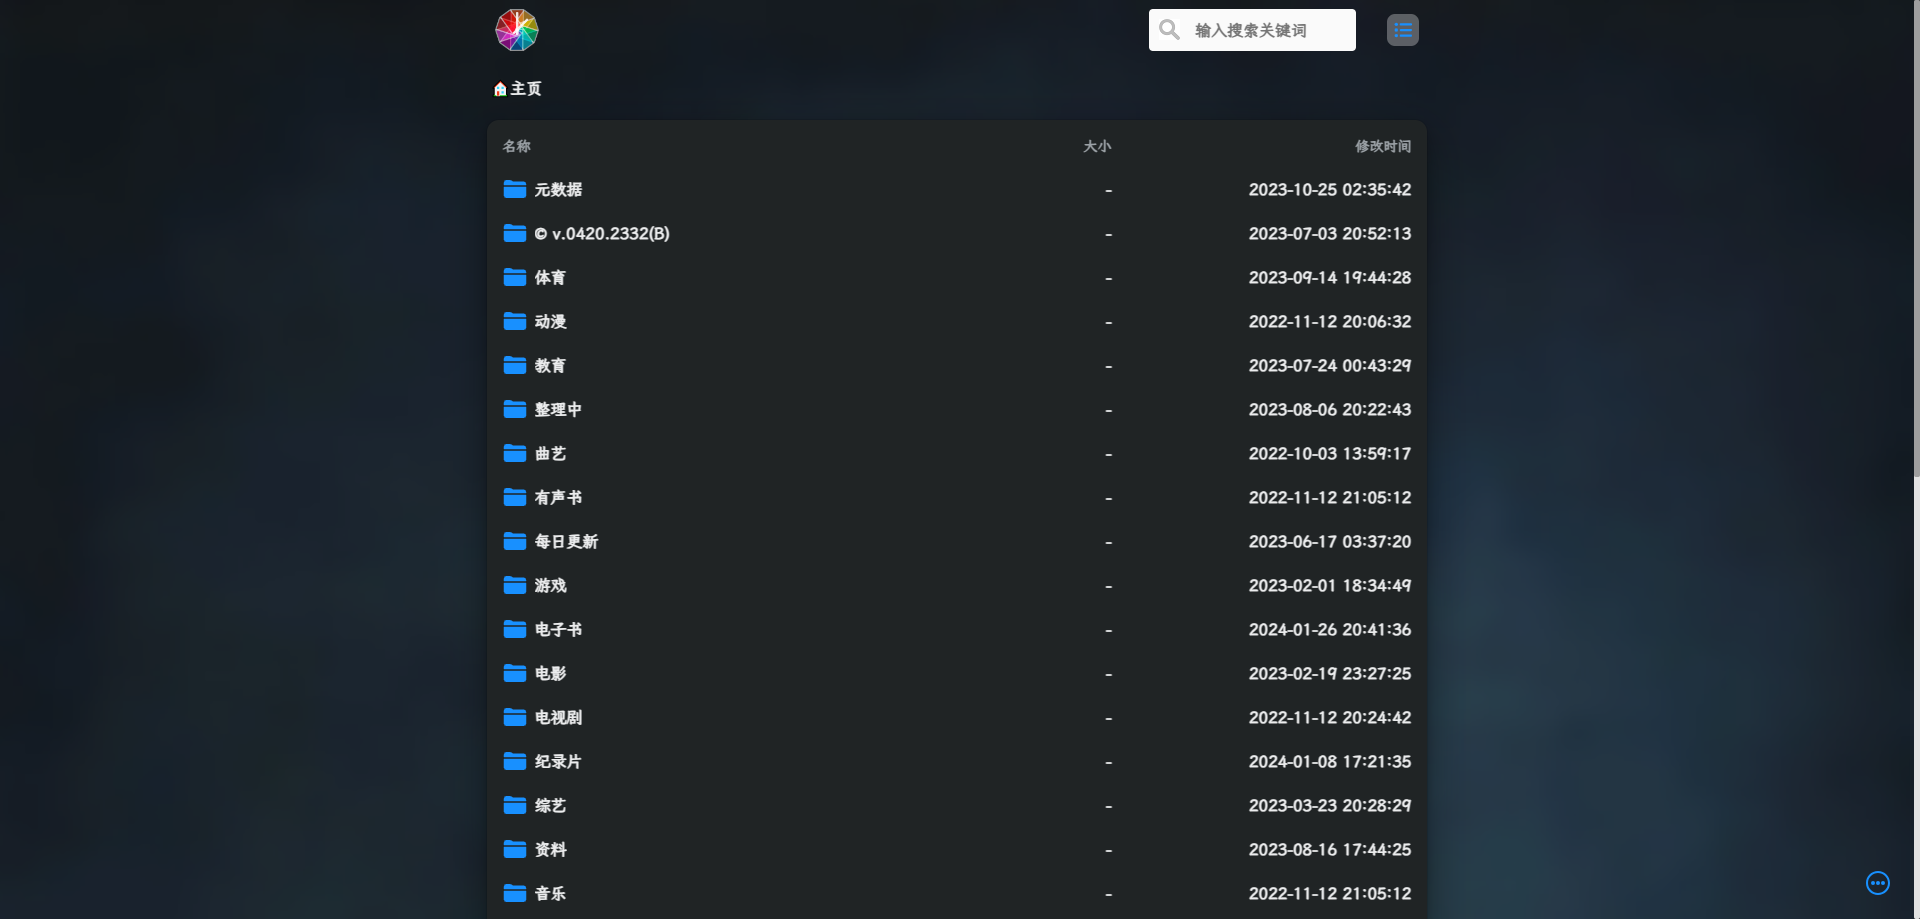 输入搜索关键词
🏠主页
名称 大小 修改时间
元数据 - 2023-10-25 02:35:42
© v.0420.2332(B) - 2023-07-03 20:52:13
体育 - 2023-09-14 19:44:28
动漫 - 2022-11-12 20:06:32
教育 - 2023-07-24 00:43:29
整理中 - 2023-08-06 20:22:43
曲艺 - 2022-10-03 13:59:17
有声书 - 2022-11-12 21:05:12
每日更新 - 2023-06-17 03:37:20
游戏 - 2023-02-01 18:34:49
电子书 - 2024-01-26 20:41:36
电影 - 2023-02-19 23:27:25
电视剧 - 2022-11-12 20:24:42
纪录片 - 2024-01-08 17:21:35
综艺 - 2023-03-23 20:28:29
资料 - 2023-08-16 17:44:25
音乐 - 2022-11-12 21:05:12